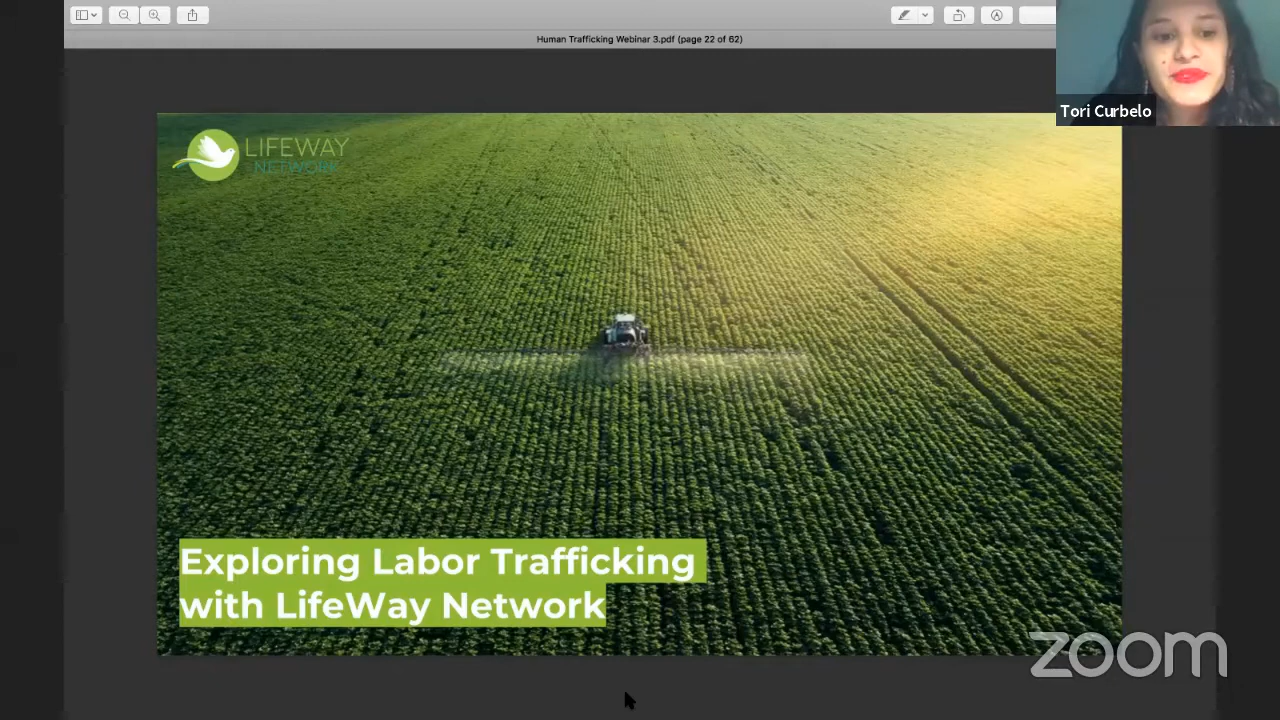 Human Trafficking Webinar 3.pdf (page 22 of 62)
Tori Curbelo
LIFEWAY
NETWORK
Exploring Labor Trafficking
with LifeWay Network
zoom